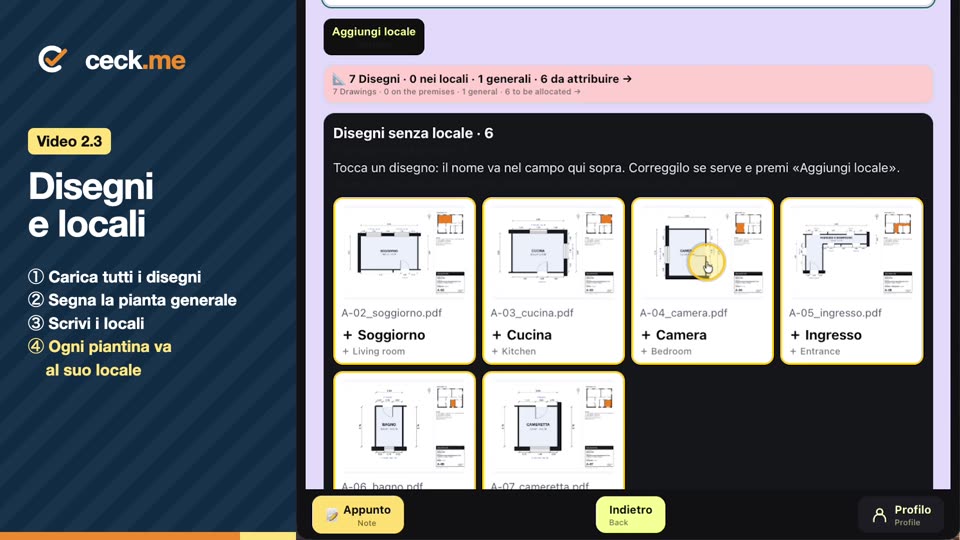 ceck.me
Video 2.3
Disegni
e locali
① Carica tutti i disegni
② Segna la pianta generale
③ Scrivi i locali
④ Ogni piantina va
al suo locale
Aggiungi locale
7 Disegni · 0 nei locali · 1 generali · 6 da attribuire →
7 Drawings · 0 on the premises · 1 general · 6 to be allocated →
Disegni senza locale · 6
Tocca un disegno: il nome va nel campo qui sopra. Correggilo se serve e premi «Aggiungi locale».
SOGGIORNO
A-02_soggiorno.pdf
+ Soggiorno
+ Living room
CUCINA
A-03_cucina.pdf
+ Cucina
+ Kitchen
A-04_camera.pdf
+ Camera
+ Bedroom
A-05_ingresso.pdf
+ Ingresso
+ Entrance
BAGNO
A-06_bagno.pdf
CAMERETTA
A-07_cameretta.pdf
Appunto
Note
Indietro
Back
Profilo
Profile